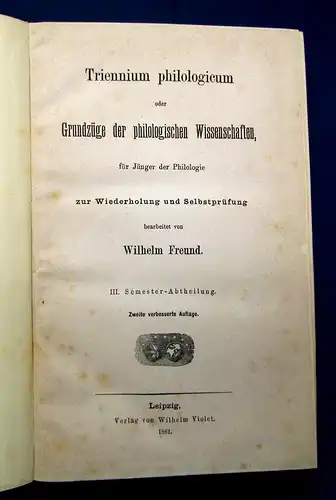 Triennium philologicum
oder
Grundzüge der philologischen Wissenschaften,
für Jünger der Philologie
zur Wiederholung und Selbstprüfung
bearbeitet von
Wilhelm Freund.
III. Semester-Abtheilung.
Zweite verbesserte Auflage.
Leipzig,
Verlag von Wilhelm Violet.
1881.